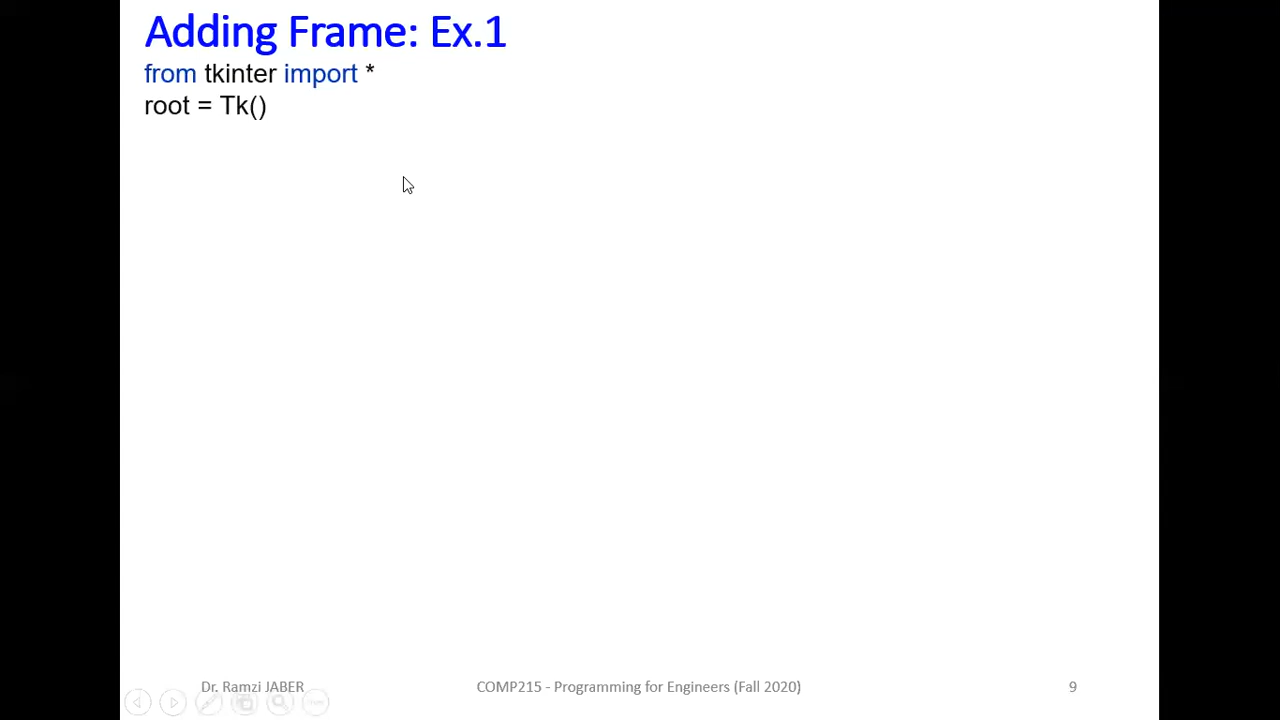 Adding Frame: Ex.1
from tkinter import *
root = Tk()
Dr. Ramzi JABER
COMP215 - Programming for Engineers (Fall 2020)
9